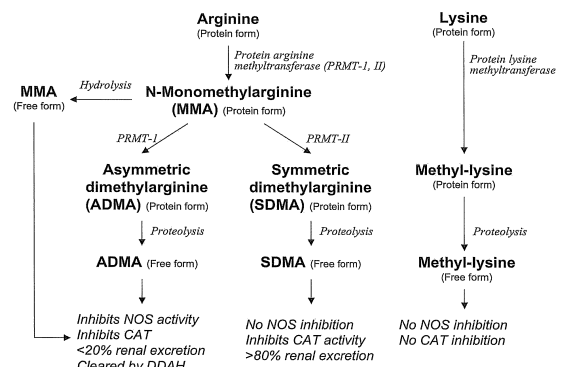 Arginine
(Protein form)
Lysine
(Protein form)
Protein arginine
methyltransferase (PRMT-1, II)
Protein lysine
methyltransferase
MMA
(Free form)
Hydrolysis
N-Monomethylarginine
(MMA) (Protein form)
PRMT-1
PRMT-II
Asymmetric
dimethylarginine
(ADMA) (Protein form)
Symmetric
dimethylarginine
(SDMA) (Protein form)
Methyl-lysine
(Protein form)
Proteolysis
Proteolysis
Proteolysis
ADMA (Free form)
SDMA (Free form)
Methyl-lysine
(Free form)
Inhibits NOS activity
Inhibits CAT
<20% renal excretion
Cleared by DDAH
No NOS inhibition
Inhibits CAT activity
>80% renal excretion
No NOS inhibition
No CAT inhibition